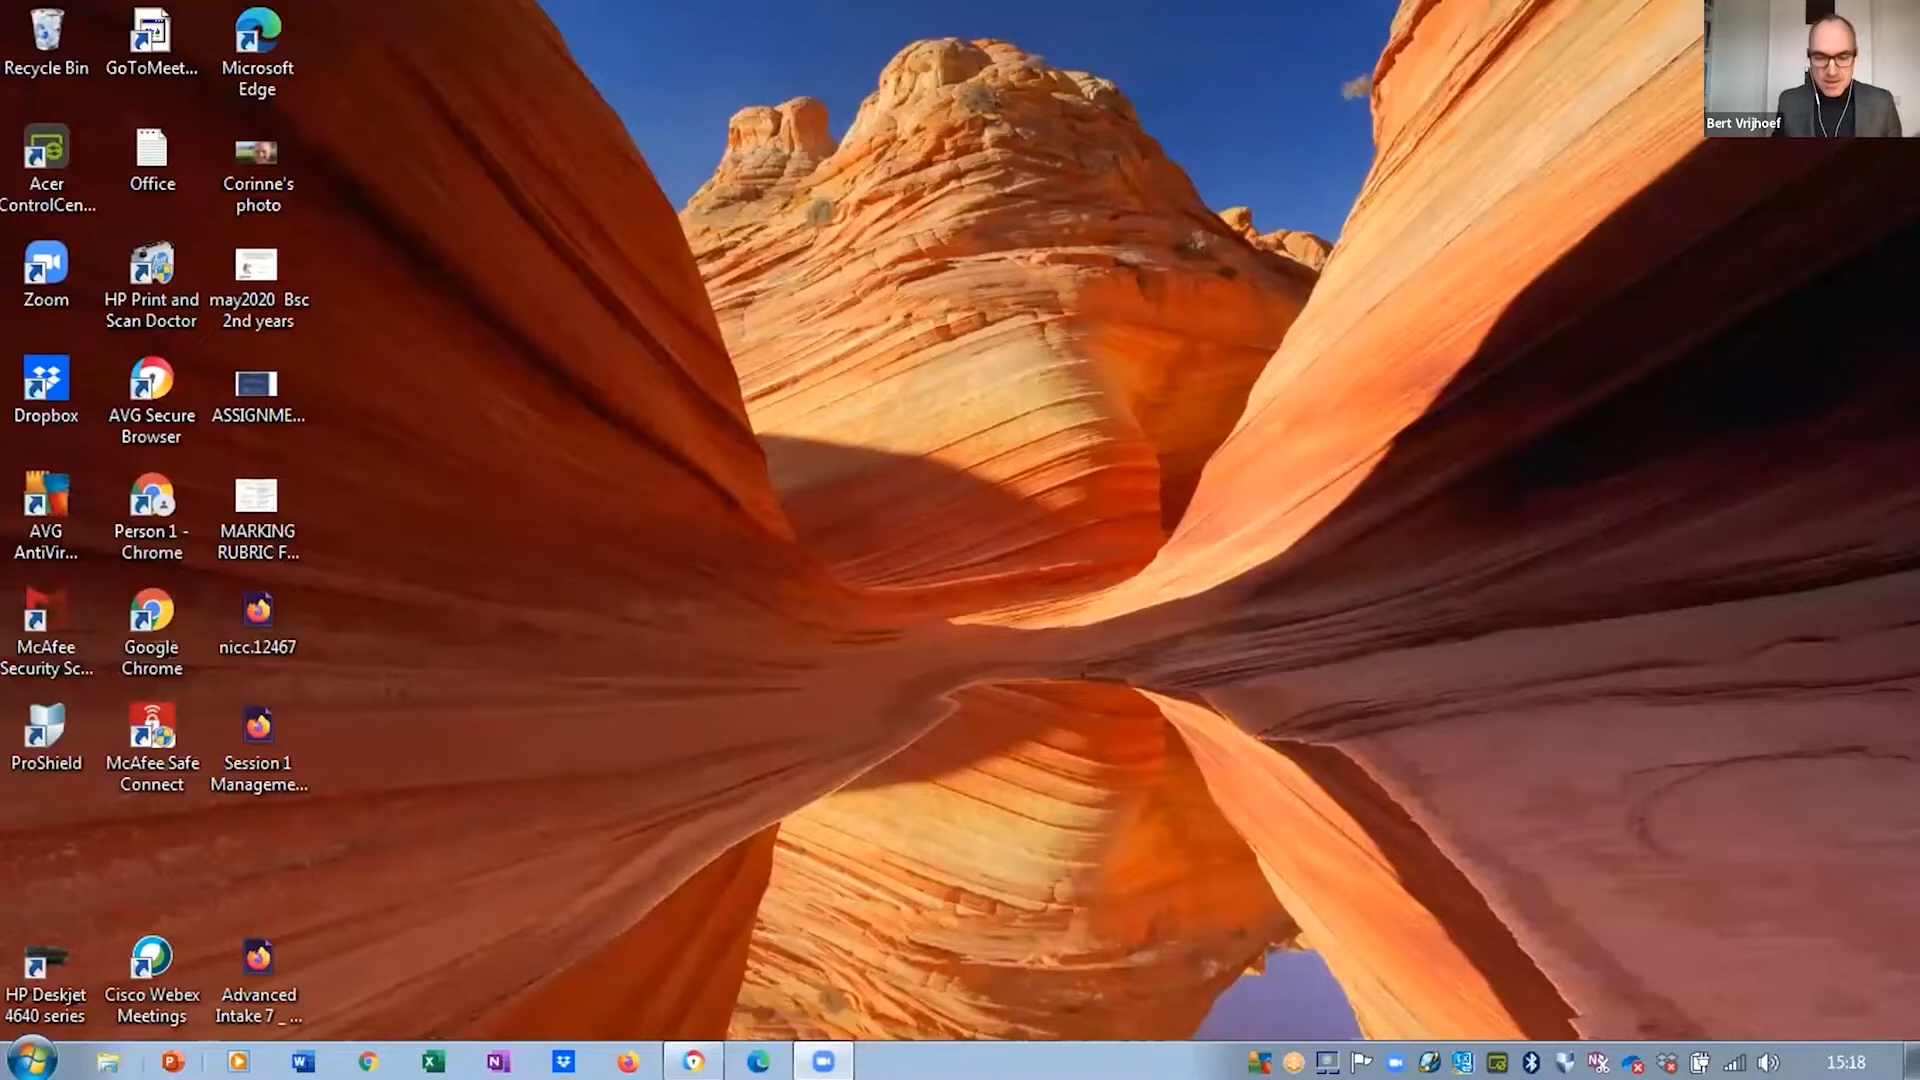 Recycle Bin
GoToMeet...
Microsoft
Edge
Bert Vrijhoef
Acer
ControlCen...
Office
Corinne's
photo
Zoom
HP Print and
Scan Doctor
may2020 Bsc
2nd years
Dropbox
AVG Secure
Browser
ASSIGNME...
AVG
AntiVir...
Person 1 -
Chrome
MARKING
RUBRIC F...
McAfee
Security Sc...
Google
Chrome
nicc.12467
ProShield
McAfee Safe
Connect
Session 1
Manageme...
HP Deskjet
4640 series
Cisco Webex
Meetings
Advanced
Intake 7 _ ...
15:18